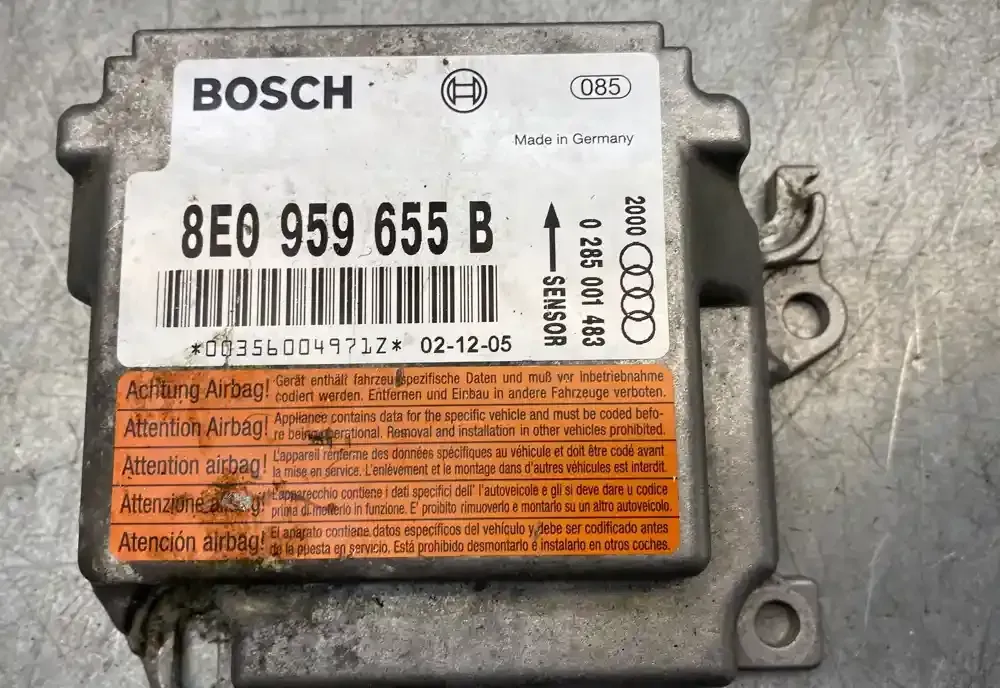 BOSCH
085
Made in Germany
8E0 959 655 B
SENSOR
0 285 001 483
2000
*00356004971Z* 02-12-05
Achtung Airbag! Gerät enthält fahrzeugspezifische Daten und muß vor Inbetriebnahme
codiert werden. Entfernen und Einbau in andere Fahrzeuge verboten.
Attention Airbag! Appliance contains data for the specific vehicle and must be coded befo-
re being operational. Removal and installation in other vehicles prohibited.
Attention airbag! L'appareil renferme des données spécifiques au véhicule et doit être codé avant
la mise en service. L'enlèvement et le montage dans d'autres véhicules est interdit.
Attenzione airbag! L'apparecchio contiene i dati specifici dell' l'autoveicole e gli si deve dare u codice
prima di metterlo in funzione. E' proibito rimuoverlo e montarlo su un altro autoveicolo.
Atención airbag! El aparato contiene datos específicos del vehículo y debe ser codificado antes
de la puesta en servicio. Está prohibido desmontarlo e instalarlo en otros coches.